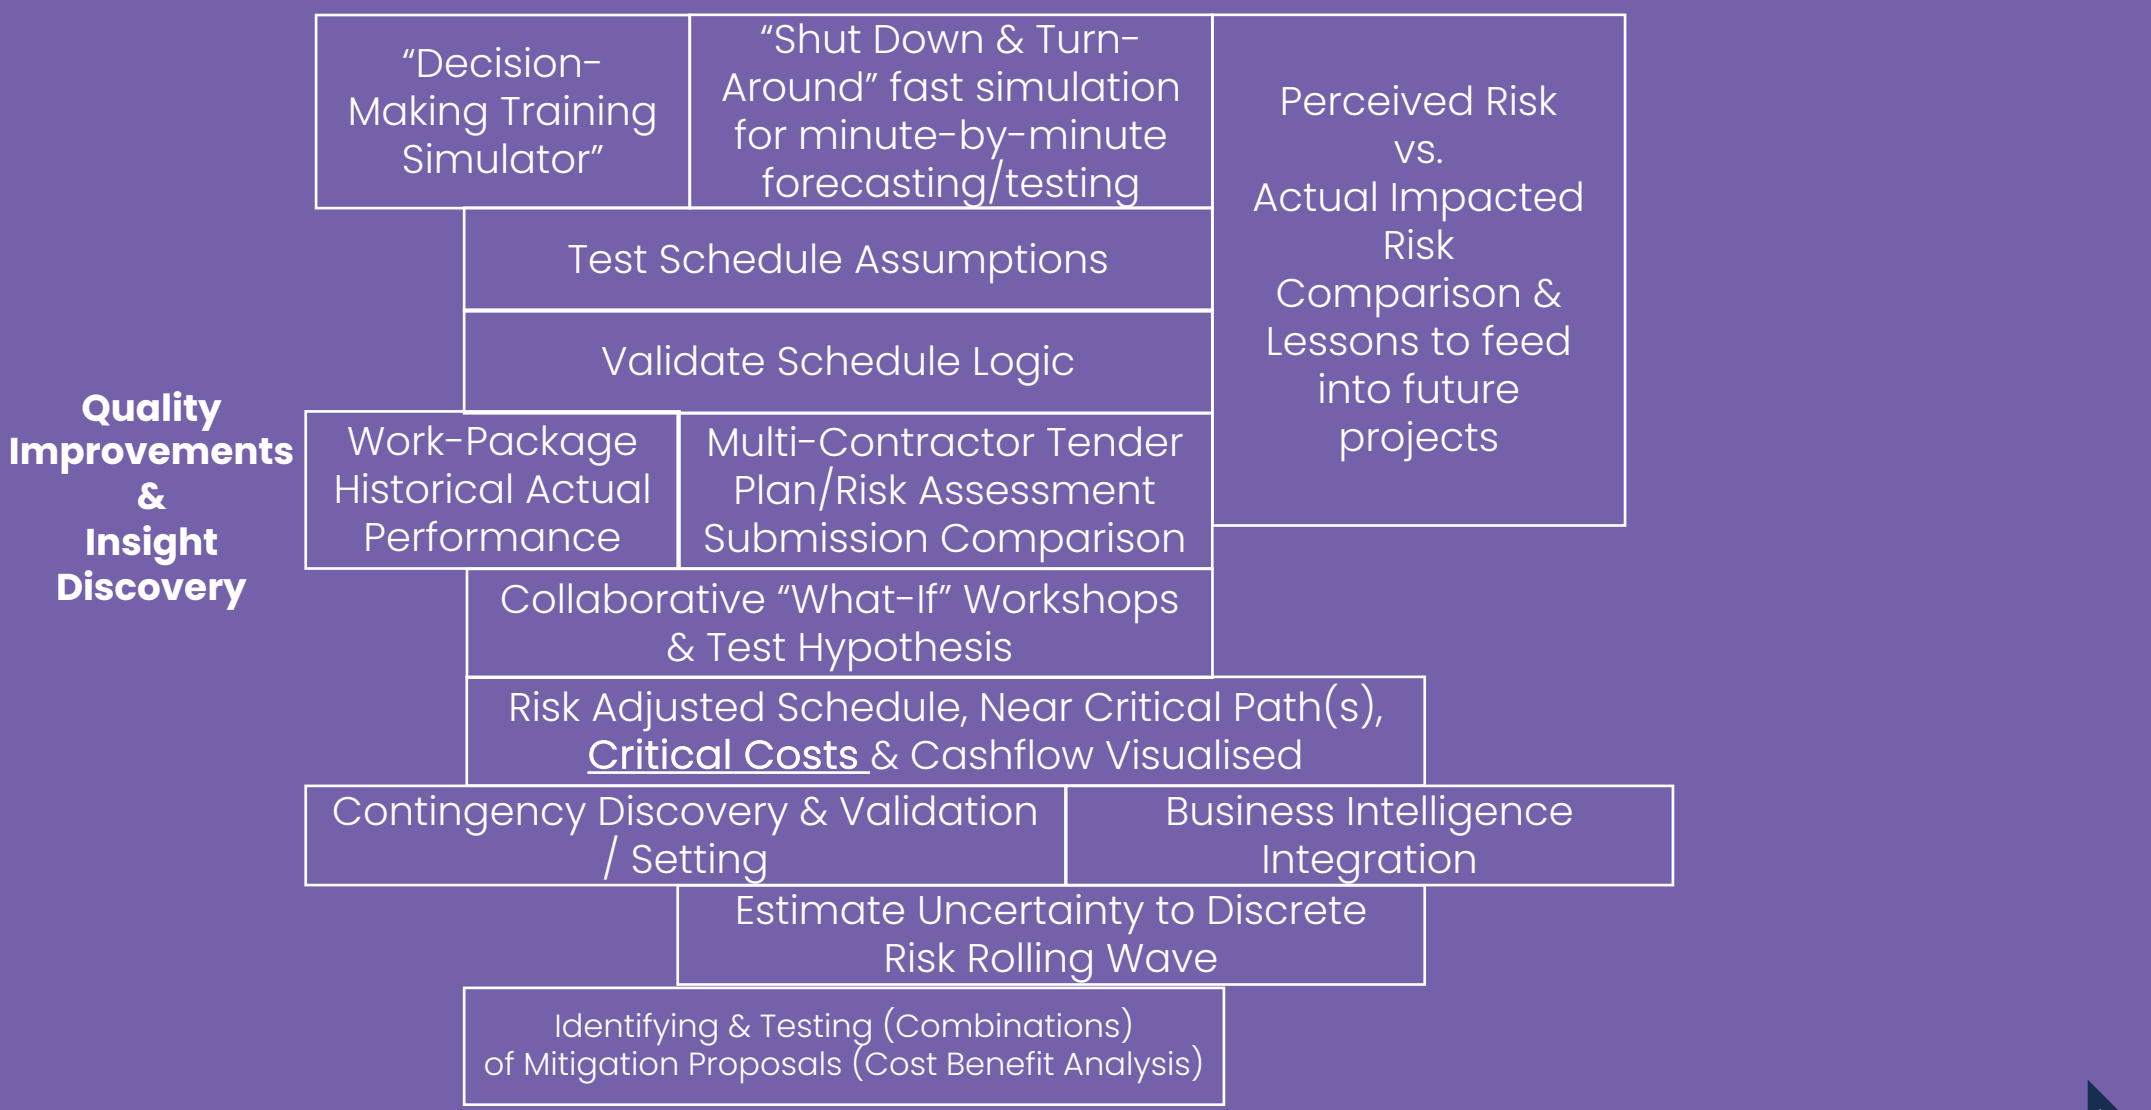 “Decision-
Making Training
Simulator”
“Shut Down & Turn-
Around” fast simulation
for minute-by-minute
forecasting/testing
Perceived Risk
vs.
Actual Impacted
Risk
Comparison &
Lessons to feed
into future
projects
Test Schedule Assumptions
Validate Schedule Logic
Quality
Improvements
&
Insight
Discovery
Work-Package
Historical Actual
Performance
Multi-Contractor Tender
Plan/Risk Assessment
Submission Comparison
Collaborative “What-If” Workshops
& Test Hypothesis
Risk Adjusted Schedule, Near Critical Path(s),
Critical Costs & Cashflow Visualised
Contingency Discovery & Validation
/ Setting
Business Intelligence
Integration
Estimate Uncertainty to Discrete
Risk Rolling Wave
Identifying & Testing (Combinations)
of Mitigation Proposals (Cost Benefit Analysis)